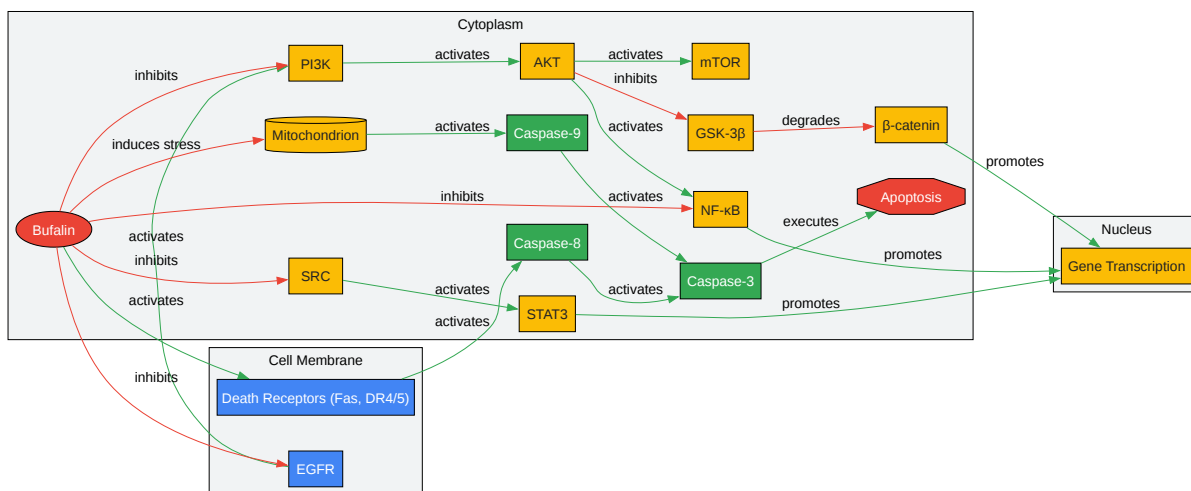 Cytoplasm
PI3K
activates
AKT
activates
mTOR
inhibits
inhibits
Mitochondrion
activates
Caspase-9
activates
GSK-3β
degrades
β-catenin
induces stress
promotes
inhibits
activates
NF-κB
executes
Apoptosis
Bufalin
activates
Caspase-8
promotes
Nucleus
Gene Transcription
inhibits
SRC
activates
activates
Caspase-3
activates
activates
STAT3
promotes
Cell Membrane
inhibits
Death Receptors (Fas, DR4/5)
EGFR